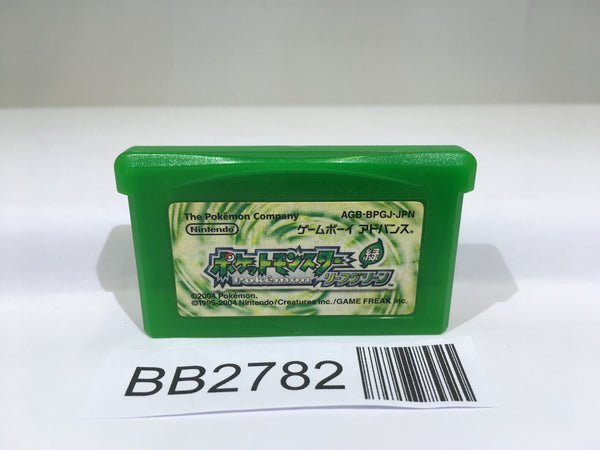 The Pokémon Company
AGB-BPGJ-JPN
Nintendo
ゲームボーイ アドバンス®
ポケットモンスター
緑
Pokémon
リーフグリーン
©2004 Pokémon.
©1995-2004 Nintendo/Creatures inc./GAME FREAK inc.
BB2782